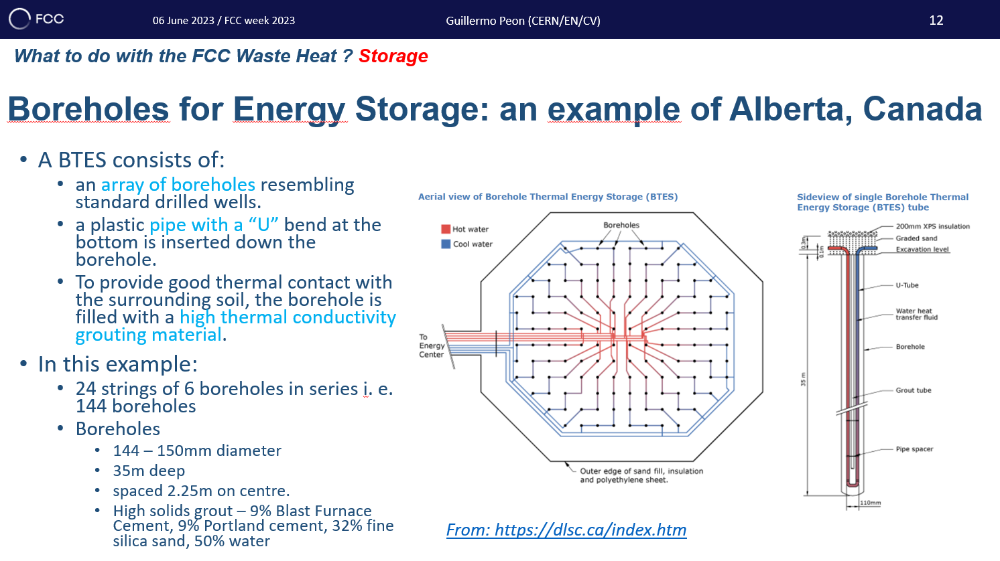 FCC
06 June 2023 / FCC week 2023
Guillermo Peon (CERN/EN/CV)
12
What to do with the FCC Waste Heat ? Storage
Boreholes for Energy Storage: an example of Alberta, Canada
• A BTES consists of:
• an array of boreholes resembling
standard drilled wells.
• a plastic pipe with a “U” bend at the
bottom is inserted down the
borehole.
• To provide good thermal contact with
the surrounding soil, the borehole is
filled with a high thermal conductivity
grouting material.
• In this example:
• 24 strings of 6 boreholes in series i. e.
144 boreholes
• Boreholes
• 144 – 150mm diameter
• 35m deep
• spaced 2.25m on centre.
• High solids grout – 9% Blast Furnace
Cement, 9% Portland cement, 32% fine
silica sand, 50% water
Aerial view of Borehole Thermal Energy Storage (BTES)
Hot water
Cool water
Boreholes
To
Energy
Center
Outer edge of sand fill, insulation
and polyethylene sheet.
From: https://dlsc.ca/index.htm
Sideview of single Borehole Thermal
Energy Storage (BTES) tube
200mm XPS insulation
Graded sand
Excavation level
0.3m
0.1m
U-Tube
Water heat
transfer fluid
Borehole
35 m
Grout tube
Pipe spacer
110mm